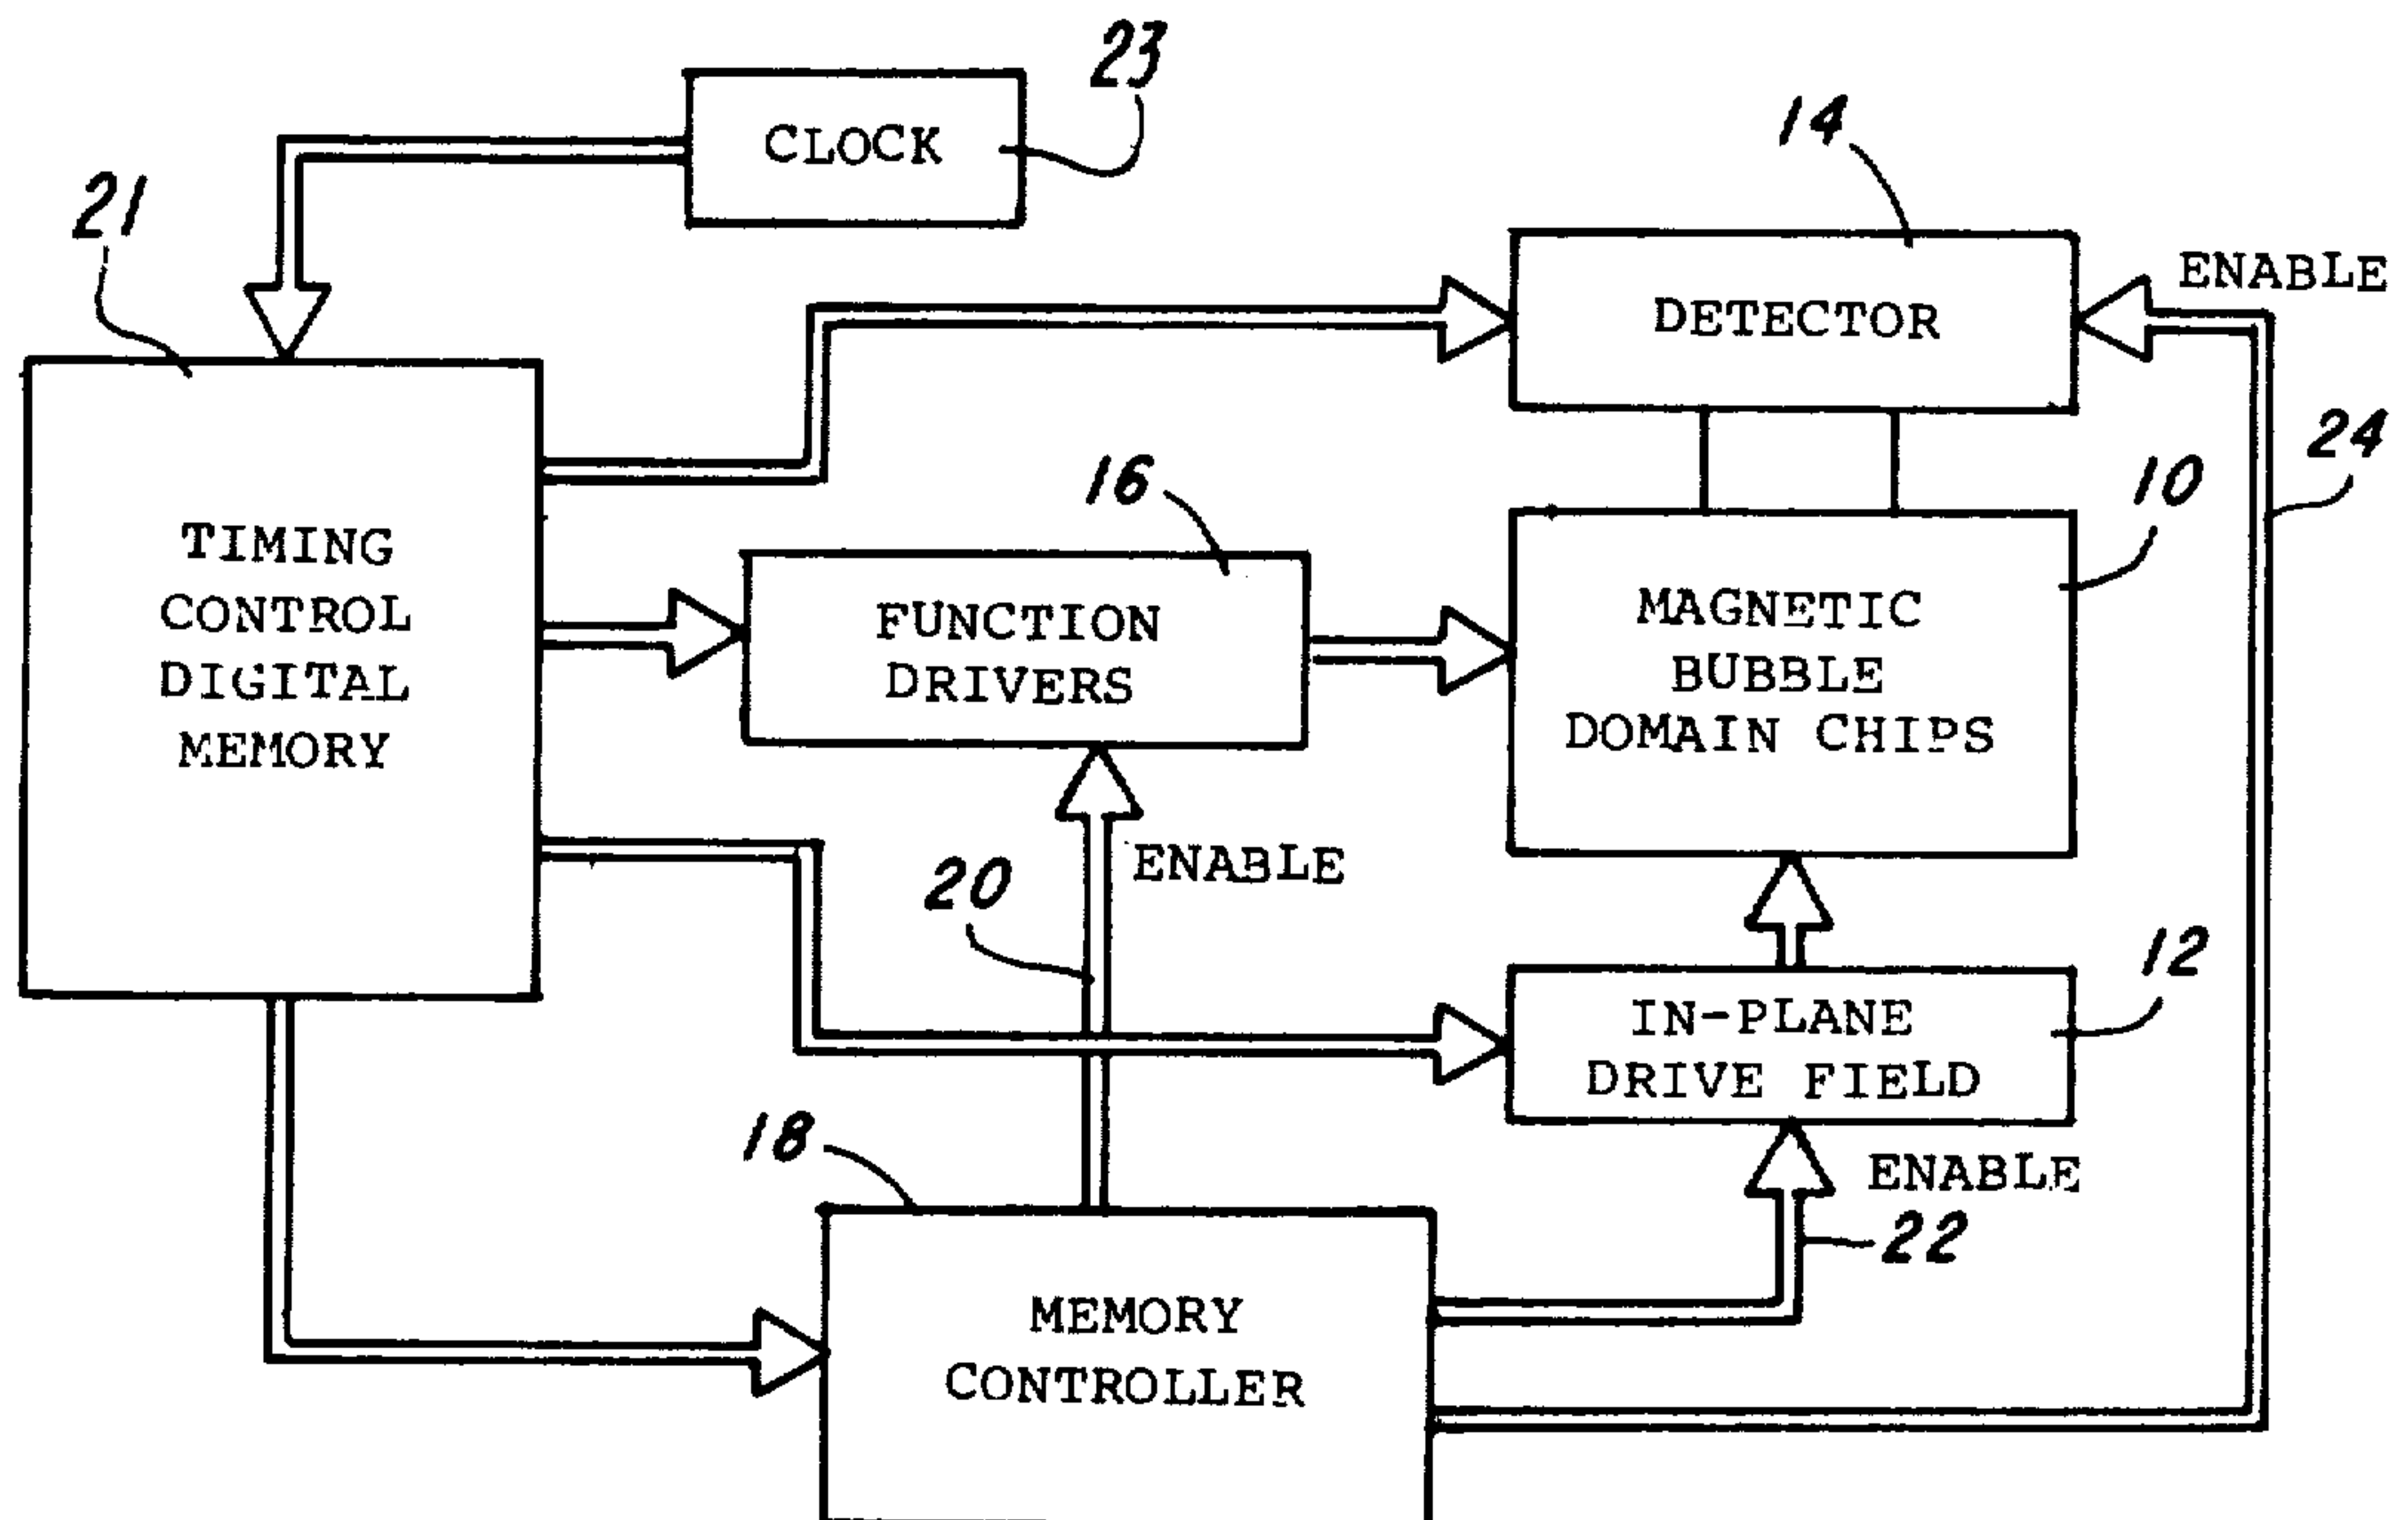 23
CLOCK
14
21
ENABLE
DETECTOR
24
16
10
TIMING
CONTROL
DIGITAL
MEMORY
FUNCTION
DRIVERS
MAGNETIC
BUBBLE
DOMAIN CHIPS
ENABLE
20
12
IN-PLANE
DRIVE FIELD
18
ENABLE
22
MEMORY
CONTROLLER